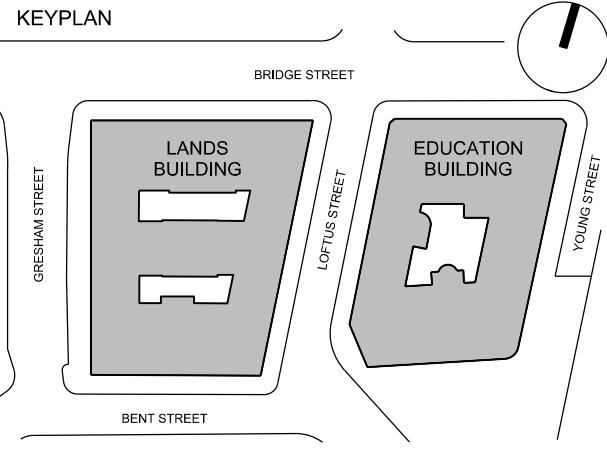 KEYPLAN
BRIDGE STREET
LANDS
BUILDING
EDUCATION
BUILDING
GRESHAM STREET
LOFTUS STREET
YOUNG STREET
BENT STREET